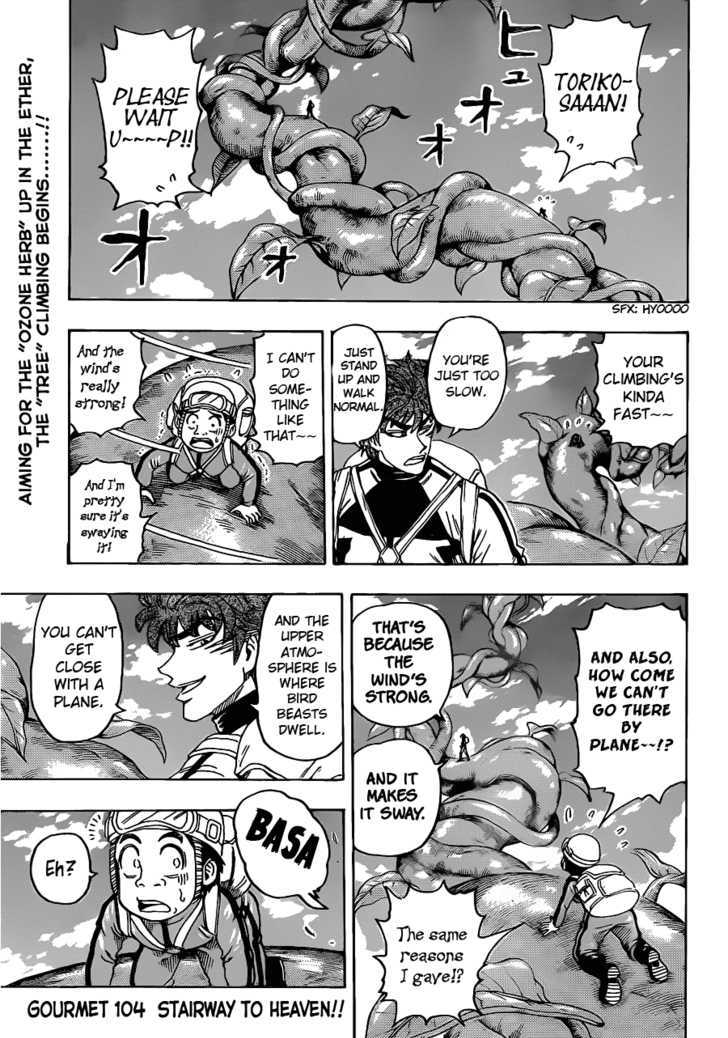 AIMING FOR THE "OZONE HERB" UP IN THE ETHER,
THE "TREE" CLIMBING BEGINS........!!
TORIKO-
SAAAN!
PLEASE
WAIT
U~~~~P!!
ヒュオオオオ
SFX: HYOOOO
YOUR
CLIMBING'S
KINDA
FAST~~
YOU'RE
JUST TOO
SLOW.
JUST
STAND
UP AND
WALK
NORMAL.
I CAN'T
DO
SOME-
THING
LIKE
THAT~~
And the
wind's
really
strong!
And I'm
pretty
sure it's
swaying
it!
AND ALSO,
HOW COME
WE CAN'T
GO THERE
BY
PLANE~~!?
THAT'S
BECAUSE
THE
WIND'S
STRONG.
AND IT
MAKES
IT SWAY.
The same
reasons
I gave!?
AND THE
UPPER
ATMO-
SPHERE IS
WHERE
BIRD
BEASTS
DWELL.
YOU CAN'T
GET
CLOSE
WITH A
PLANE.
BASA
Eh?
GOURMET 104 STAIRWAY TO HEAVEN!!